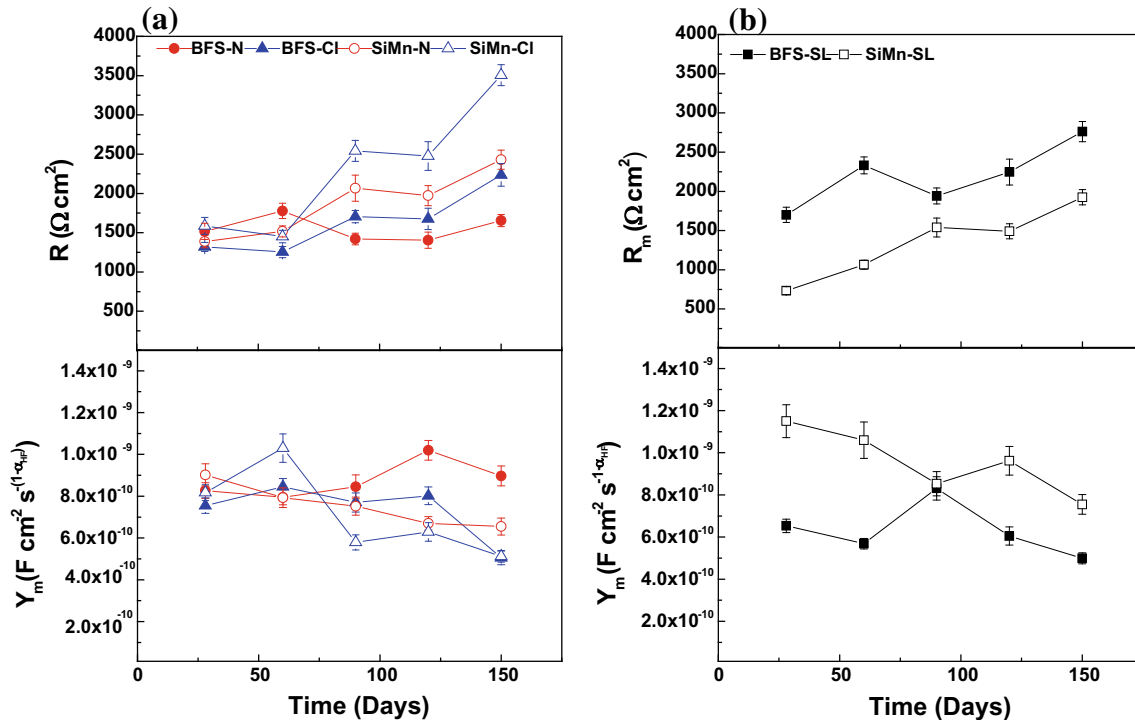 (a)
BFS-N BFS-Cl SiMn-N SiMn-Cl
4000
3500
3000
2500
2000
1500
1000
500
R (Ω cm²)
1.4x10⁻⁹
1.2x10⁻⁹
1.0x10⁻⁹
8.0x10⁻¹⁰
6.0x10⁻¹⁰
4.0x10⁻¹⁰
2.0x10⁻¹⁰
Yₘ(F cm⁻² s⁻⁽¹⁻ᵅHF⁾)
0 50 100 150
Time (Days)
(b)
BFS-SL SiMn-SL
4000
3500
3000
2500
2000
1500
1000
500
Rₘ (Ω cm²)
1.4x10⁻⁹
1.2x10⁻⁹
1.0x10⁻⁹
8.0x10⁻¹⁰
6.0x10⁻¹⁰
4.0x10⁻¹⁰
2.0x10⁻¹⁰
Yₘ (F cm⁻² s⁻¹⁻ᵅHF)
0 50 100 150
Time (Days)